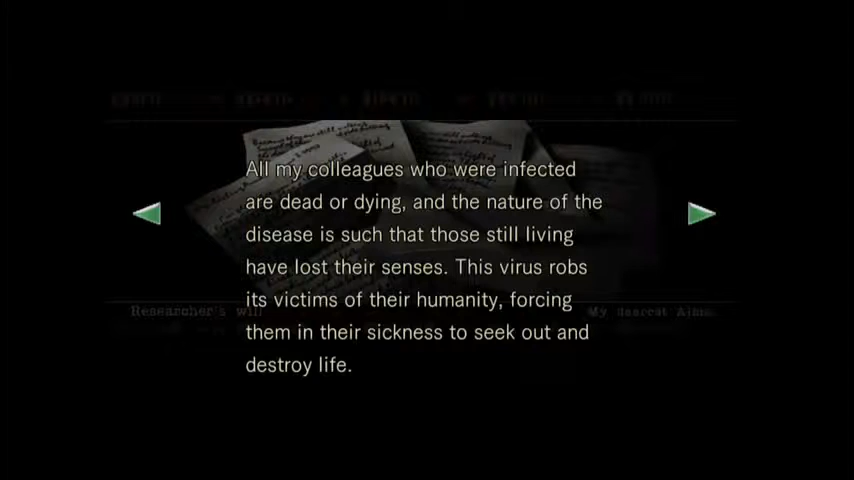 All my colleagues who were infected
are dead or dying, and the nature of the
disease is such that those still living
have lost their senses. This virus robs
its victims of their humanity, forcing
them in their sickness to seek out and
destroy life.
Researcher's will
My dearest Alma.